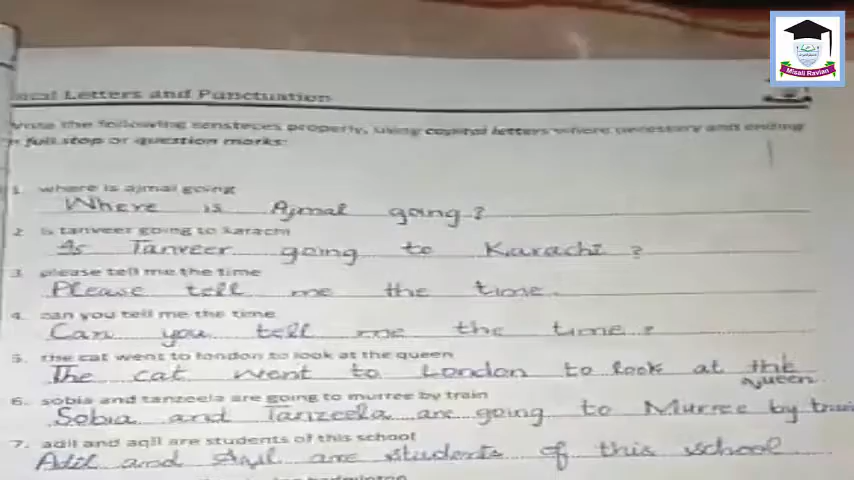 Misali Ravian
Letters and Punctuation
the following senteces properly, using capital letters where necessary and ending
full stop or question marks:
1. where is ajmal going
Where is Ajmal going?
2. is tanveer going to karachi
Is Tanveer going to Karachi?
3. please tell me the time
Please tell me the time.
4. can you tell me the time
Can you tell me the time?
5. the cat went to london to look at the queen
The cat went to London to look at the
queen.
6. sobia and tanzeela are going to murree by train
Sobia and Tanzeela are going to Murree by train
7. adil and aqil are students of this school
Adil and Aqil are students of this school